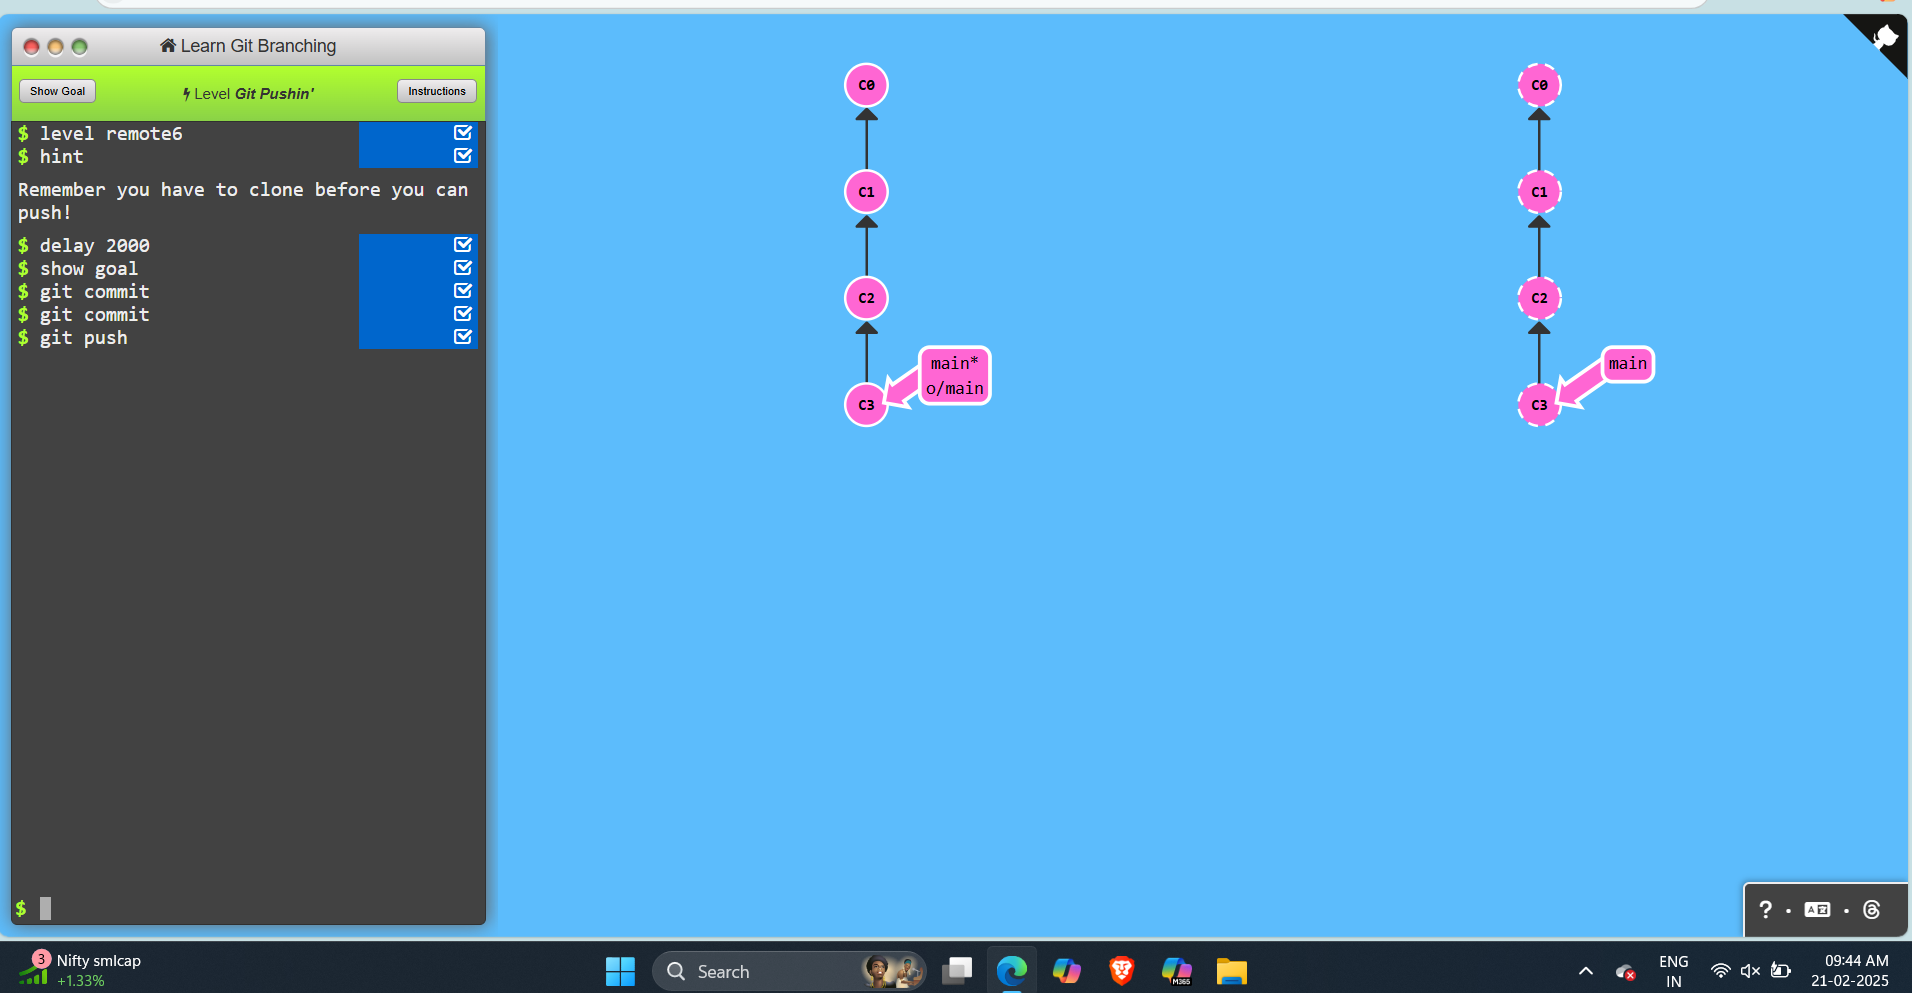 Learn Git Branching
Show Goal
Level Git Pushin'
Instructions
$ level remote6
$ hint
Remember you have to clone before you can
push!
$ delay 2000
$ show goal
$ git commit
$ git commit
$ git push
$
C0
C1
C2
C3
main*
o/main
C0
C1
C2
C3
main
?
3
Nifty smlcap
+1.33%
Search
M365
ENG
IN
09:44 AM
21-02-2025